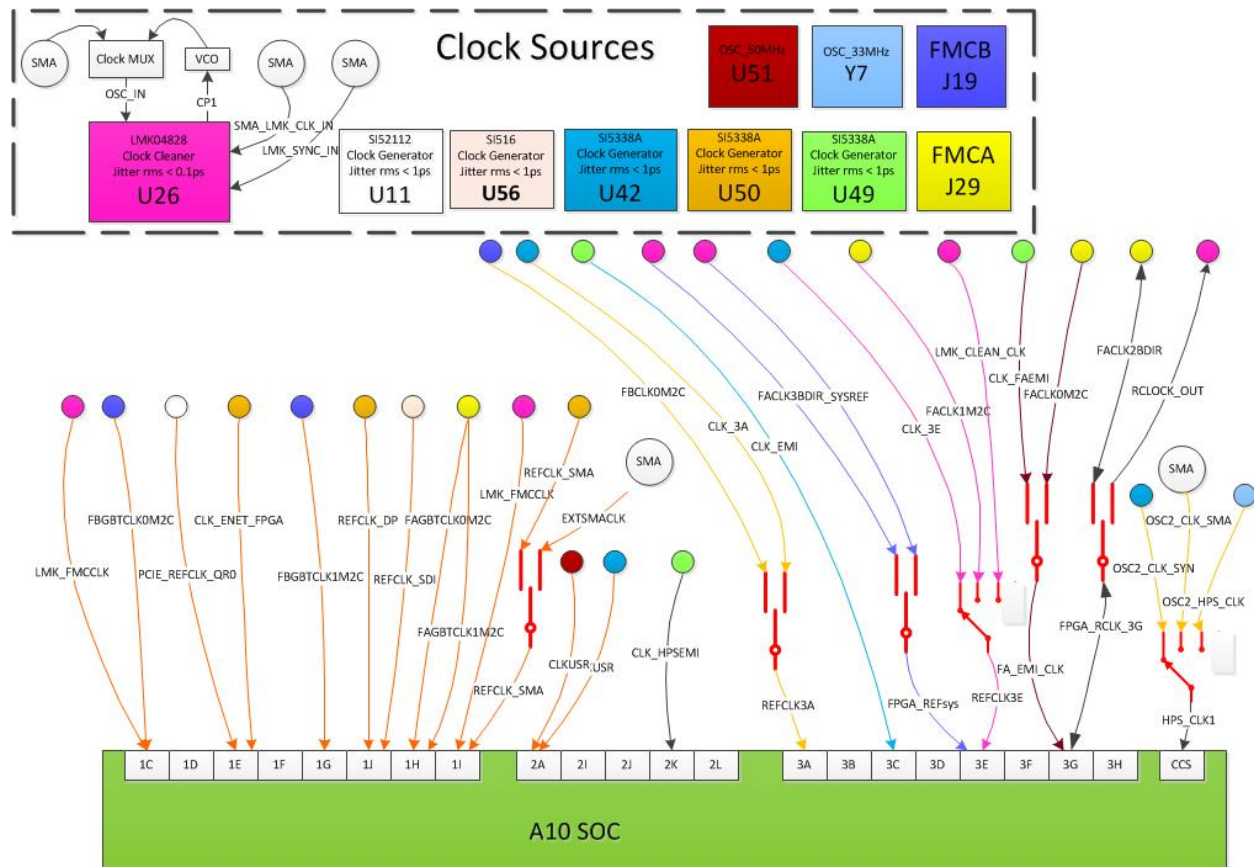 Clock Sources
SMA
Clock MUX
VCO
SMA
SMA
OSC_IN
CP1
SMA_LMK_CLK_IN
LMK_SYNC_IN
LMK04828
Clock Cleaner
Jitter rms < 0.1ps
U26
SI52112
Clock Generator
Jitter rms < 1ps
U11
SI516
Clock Generator
Jitter rms < 1ps
U56
SI5338A
Clock Generator
Jitter rms < 1ps
U42
SI5338A
Clock Generator
Jitter rms < 1ps
U50
SI5338A
Clock Generator
Jitter rms < 1ps
U49
OSC_50MHz
U51
OSC_33MHz
Y7
FMCB
J19
FMCA
J29
FBCLK0M2C
CLK_3A
CLK_EMI
FACLK3BDIR_SYSREF
CLK_3E
FACLK1M2C
LMK_CLEAN_CLK
CLK_FAEMI
FACLK0M2C
FACLK2BDIR
RCLOCK_OUT
LMK_FMCCLK
FBGBTCLK0M2C
PCIE_REFCLK_QR0
CLK_ENET_FPGA
FBGBTCLK1M2C
REFCLK_DP
REFCLK_SDI
FAGBTCLK0M2C
FAGBTCLK1M2C
LMK_FMCCLK
REFCLK_SMA
SMA
EXTSMACLK
REFCLK_SMA
CLKUSR
USR
CLK_HPSEMI
REFCLK3A
FPGA_REFsys
REFCLK3E
FA_EMI_CLK
FPGA_RCLK_3G
SMA
OSC2_CLK_SMA
OSC2_CLK_SYN
OSC2_HPS_CLK
HPS_CLK1
1C
1D
1E
1F
1G
1J
1H
1I
2A
2I
2J
2K
2L
3A
3B
3C
3D
3E
3F
3G
3H
CCS
A10 SOC